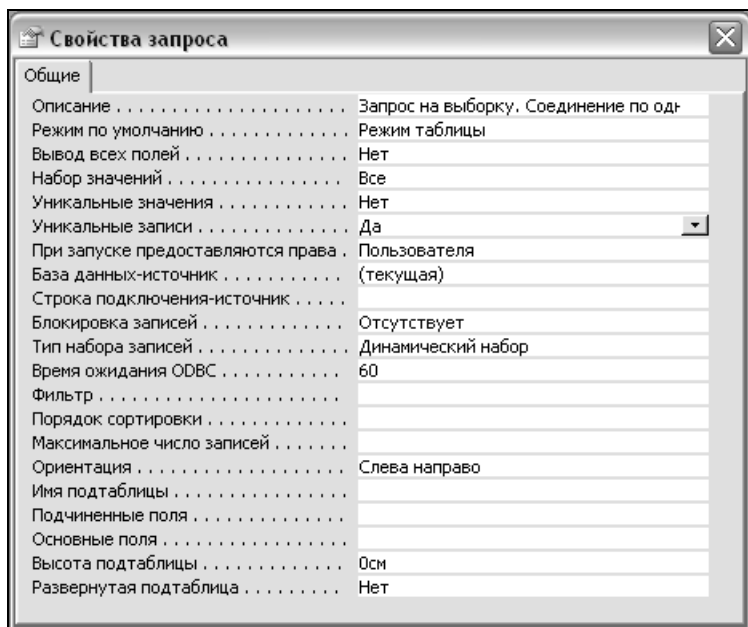 Свойства запроса
Общие
Описание . . . . . . . . . . . . . . . . . . . . . Запрос на выборку. Соединение по
Режим по умолчанию . . . . . . . . . . . . . Режим таблицы
Вывод всех полей . . . . . . . . . . . . . . . Нет
Набор значений . . . . . . . . . . . . . . . . Все
Уникальные значения . . . . . . . . . . . . Нет
Уникальные записи . . . . . . . . . . . . . . Да
При запуске предоставляются права . Пользователя
База данных-источник . . . . . . . . . . . (текущая)
Строка подключения-источник . . . . .
Блокировка записей . . . . . . . . . . . . . Отсутствует
Тип набора записей . . . . . . . . . . . . . . Динамический набор
Время ожидания ODBC . . . . . . . . . . . 60
Фильтр . . . . . . . . . . . . . . . . . . . . . .
Порядок сортировки . . . . . . . . . . . . .
Максимальное число записей . . . . . . .
Ориентация . . . . . . . . . . . . . . . . . . . Слева направо
Имя подтаблицы . . . . . . . . . . . . . . . .
Подчиненные поля . . . . . . . . . . . . . . .
Основные поля . . . . . . . . . . . . . . . . .
Высота подтаблицы . . . . . . . . . . . . . 0см
Развернутая подтаблица . . . . . . . . . Нет